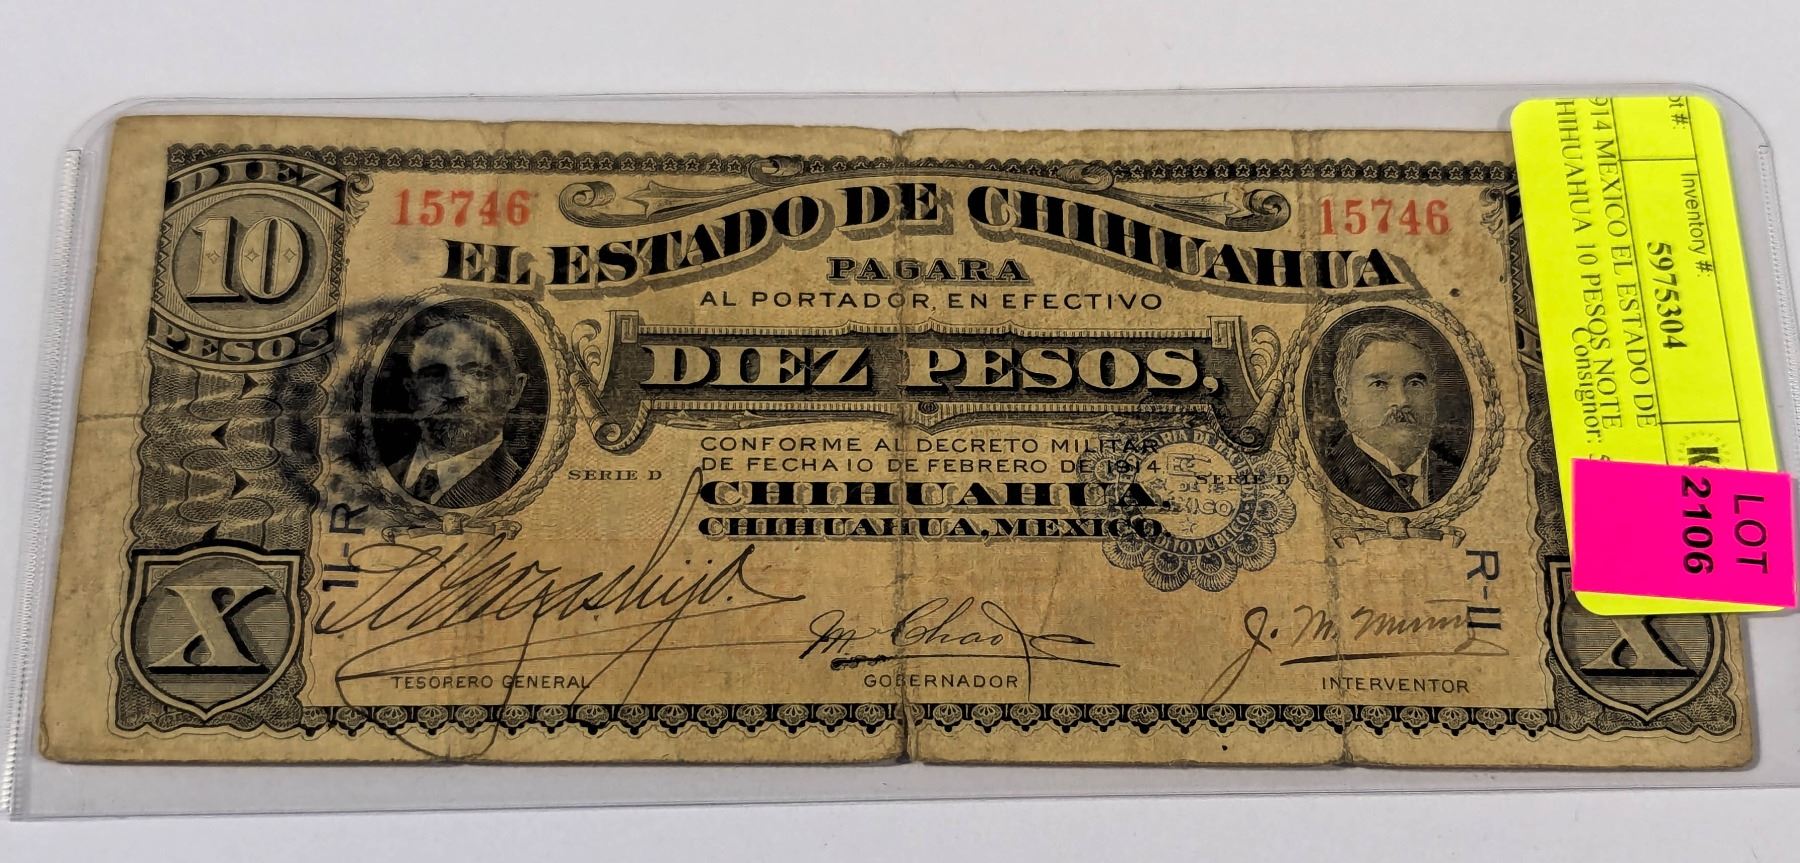 DIEZ
10
PESOS
15746
15746
EL ESTADO DE CHIHUAHUA
PAGARA
AL PORTADOR, EN EFECTIVO
DIEZ PESOS,
CONFORME AL DECRETO MILITAR
DE FECHA 10 DE FEBRERO DE 1914.
SERIE D
SERIE D
CHIHUAHUA,
CHIHUAHUA, MEXICO.
II-R
R-II
X
X
M Chao
TESORERO GENERAL
GOBERNADOR
INTERVENTOR
Inventory #:
5975304
914 MEXICO EL ESTADO DE
HIHUAHUA 10 PESOS NOTE
Consignor:
K
LOT
2106